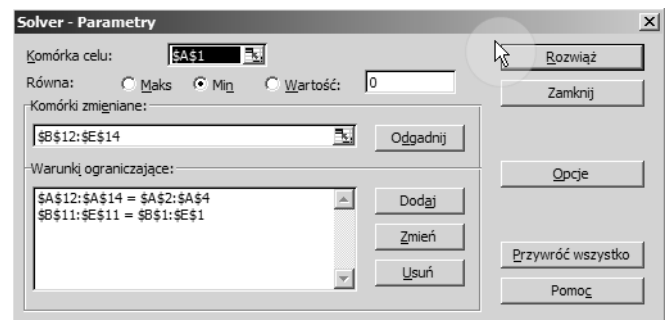 Solver - Parametry
Komórka celu: $A$1 Rozwiąż
Równa: Maks Min Wartość: 0 Zamknij
Komórki zmieniane:
$B$12:$E$14 Odgadnij
Warunki ograniczające: Opcje
$A$12:$A$14 = $A$2:$A$4 Dodaj
$B$11:$E$11 = $B$1:$E$1
Zmień
Przywróć wszystko
Usuń
Pomoc